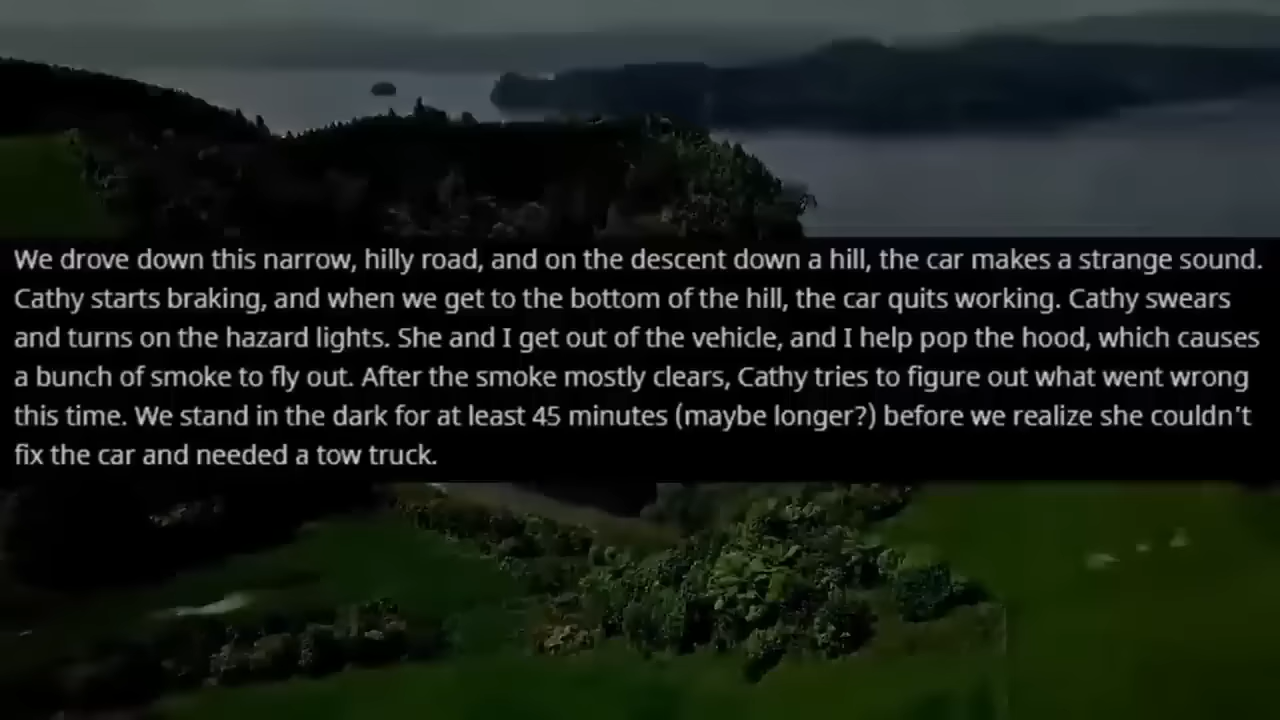 We drove down this narrow, hilly road, and on the descent down a hill, the car makes a strange sound.
Cathy starts braking, and when we get to the bottom of the hill, the car quits working. Cathy swears
and turns on the hazard lights. She and I get out of the vehicle, and I help pop the hood, which causes
a bunch of smoke to fly out. After the smoke mostly clears, Cathy tries to figure out what went wrong
this time. We stand in the dark for at least 45 minutes (maybe longer?) before we realize she couldn't
fix the car and needed a tow truck.